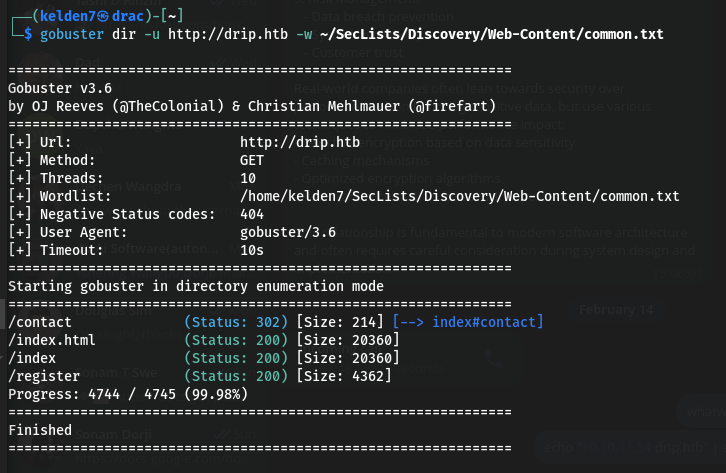 ┌──(kelden7㉿drac)-[~]
└─$ gobuster dir -u http://drip.htb -w ~/SecLists/Discovery/Web-Content/common.txt
===============================================================
Gobuster v3.6
by OJ Reeves (@TheColonial) & Christian Mehlmauer (@firefart)
===============================================================
[+] Url:                     http://drip.htb
[+] Method:                  GET
[+] Threads:                 10
[+] Wordlist:                /home/kelden7/SecLists/Discovery/Web-Content/common.txt
[+] Negative Status codes:   404
[+] User Agent:              gobuster/3.6
[+] Timeout:                 10s
===============================================================
Starting gobuster in directory enumeration mode
===============================================================
/contact              (Status: 302) [Size: 214] [--> index#contact]
/index.html           (Status: 200) [Size: 20360]
/index                (Status: 200) [Size: 20360]
/register             (Status: 200) [Size: 4362]
Progress: 4744 / 4745 (99.98%)
===============================================================
Finished
===============================================================